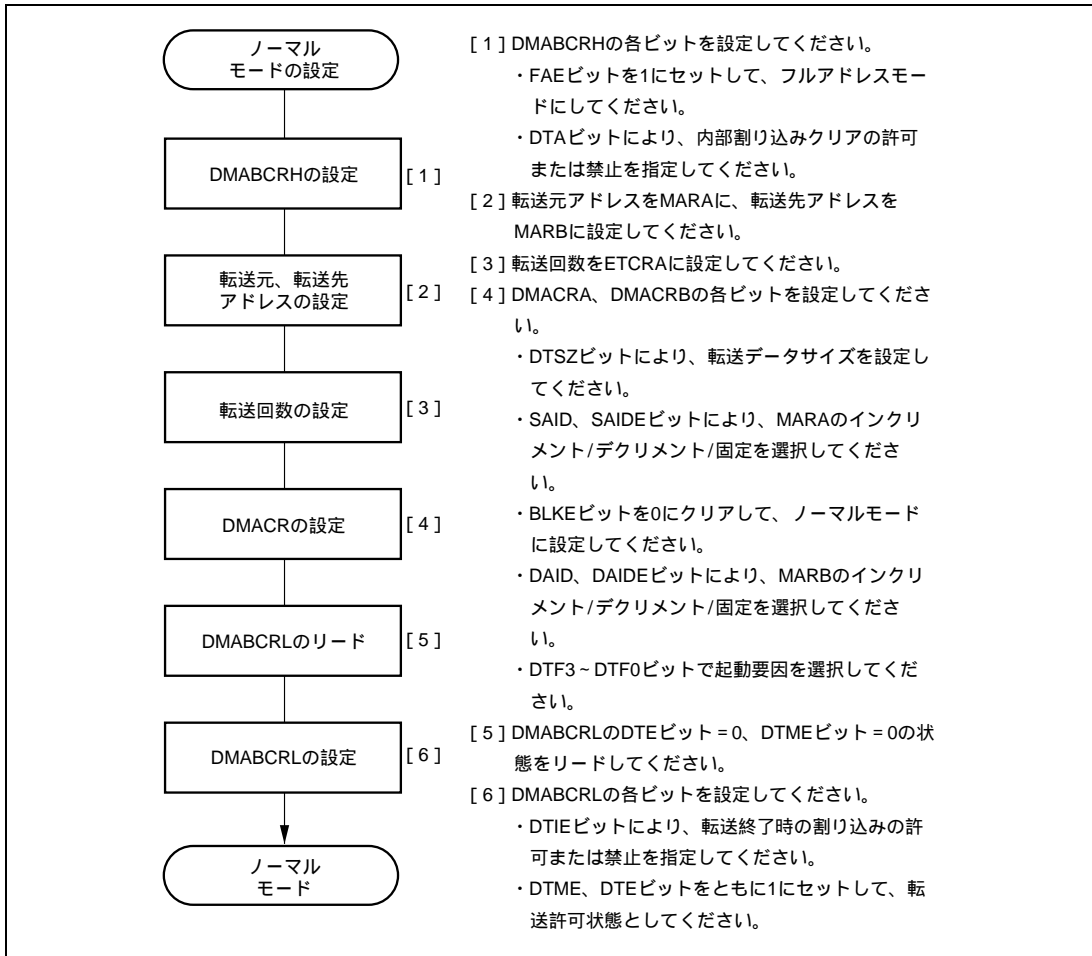 ノーマル
モードの設定
DMABCRHの設定
[ 1 ]
転送元、転送先
アドレスの設定
[ 2 ]
転送回数の設定
[ 3 ]
DMACRの設定
[ 4 ]
DMABCRLのリード
[ 5 ]
DMABCRLの設定
[ 6 ]
ノーマル
モード
[ 1 ] DMABCRHの各ビットを設定してください。
・FAEビットを1にセットして、フルアドレスモー
ドにしてください。
・DTAビットにより、内部割り込みクリアの許可
または禁止を指定してください。
[ 2 ] 転送元アドレスをMARAに、転送先アドレスを
MARBに設定してください。
[ 3 ] 転送回数をETCRAに設定してください。
[ 4 ] DMACRA、DMACRBの各ビットを設定してくださ
い。
・DTSZビットにより、転送データサイズを設定し
てください。
・SAID、SAIDEビットにより、MARAのインクリ
メント/デクリメント/固定を選択してくださ
い。
・BLKEビットを0にクリアして、ノーマルモード
に設定してください。
・DAID、DAIDEビットにより、MARBのインクリ
メント/デクリメント/固定を選択してくださ
い。
・DTF3～DTF0ビットで起動要因を選択してくだ
さい。
[ 5 ] DMABCRLのDTEビット = 0、DTMEビット = 0の状
態をリードしてください。
[ 6 ] DMABCRLの各ビットを設定してください。
・DTIEビットにより、転送終了時の割り込みの許
可または禁止を指定してください。
・DTME、DTEビットをともに1にセットして、転
送許可状態としてください。